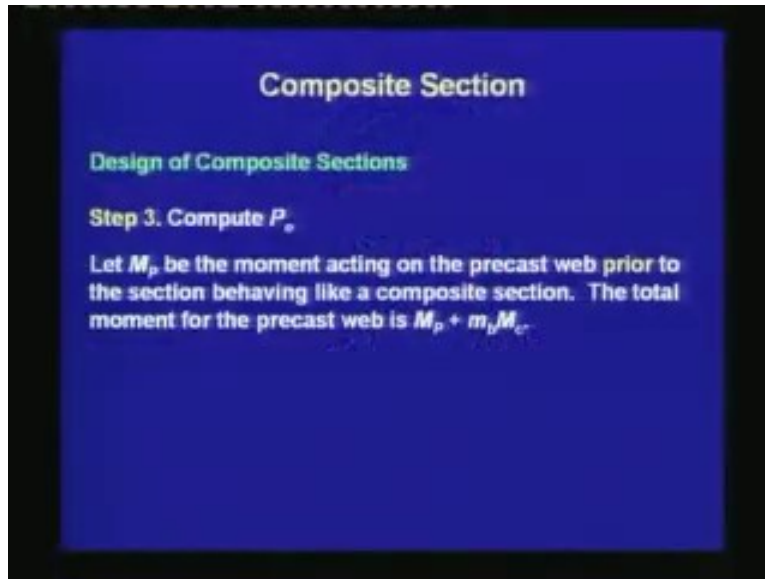 Composite Section
Design of Composite Sections
Step 3. Compute Pe
Let MP be the moment acting on the precast web prior to
the section behaving like a composite section. The total
moment for the precast web is MP + mbMc.